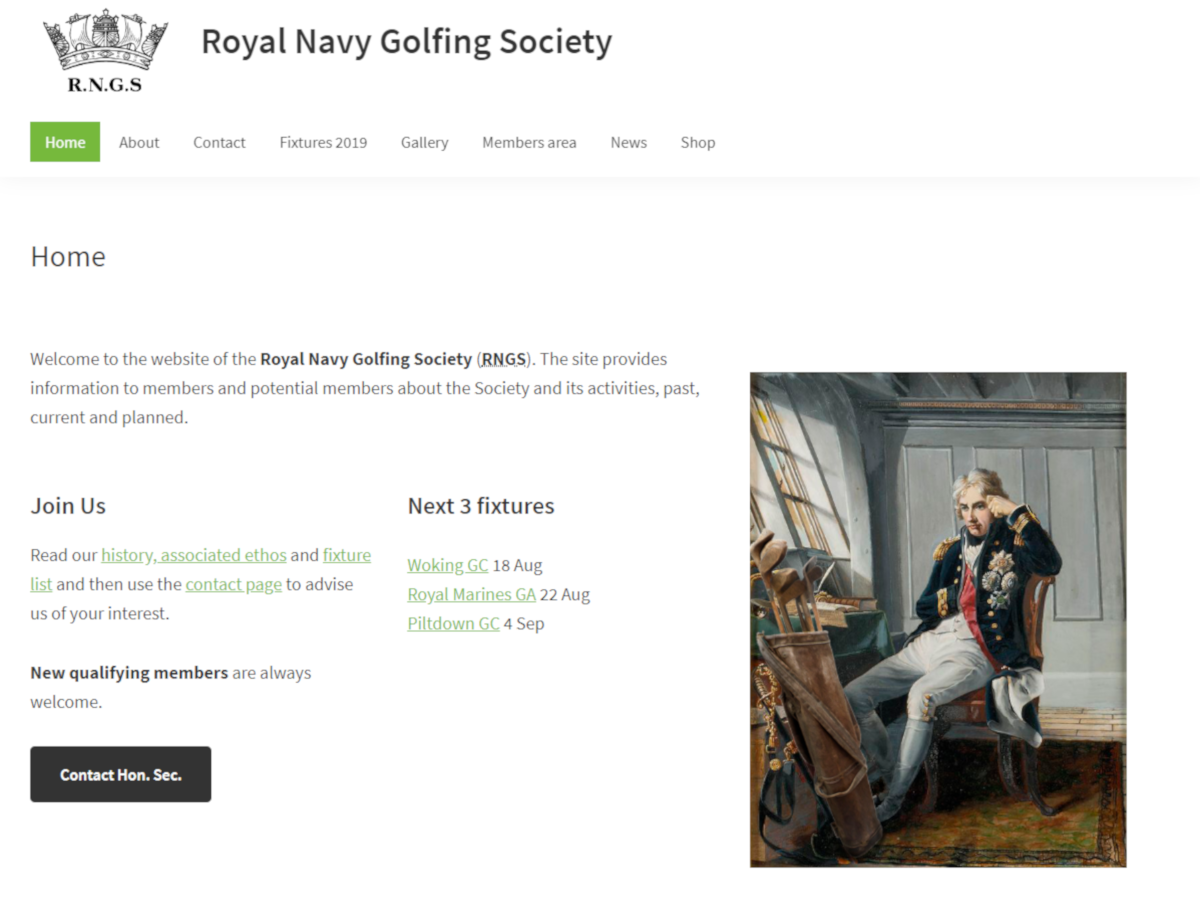 R.N.G.S
Royal Navy Golfing Society
Home About Contact Fixtures 2019 Gallery Members area News Shop
Home
Welcome to the website of the Royal Navy Golfing Society (RNGS). The site provides
information to members and potential members about the Society and its activities, past,
current and planned.
Join Us
Read our history, associated ethos and fixture
list and then use the contact page to advise
us of your interest.
New qualifying members are always
welcome.
Contact Hon. Sec.
Next 3 fixtures
Woking GC 18 Aug
Royal Marines GA 22 Aug
Piltdown GC 4 Sep